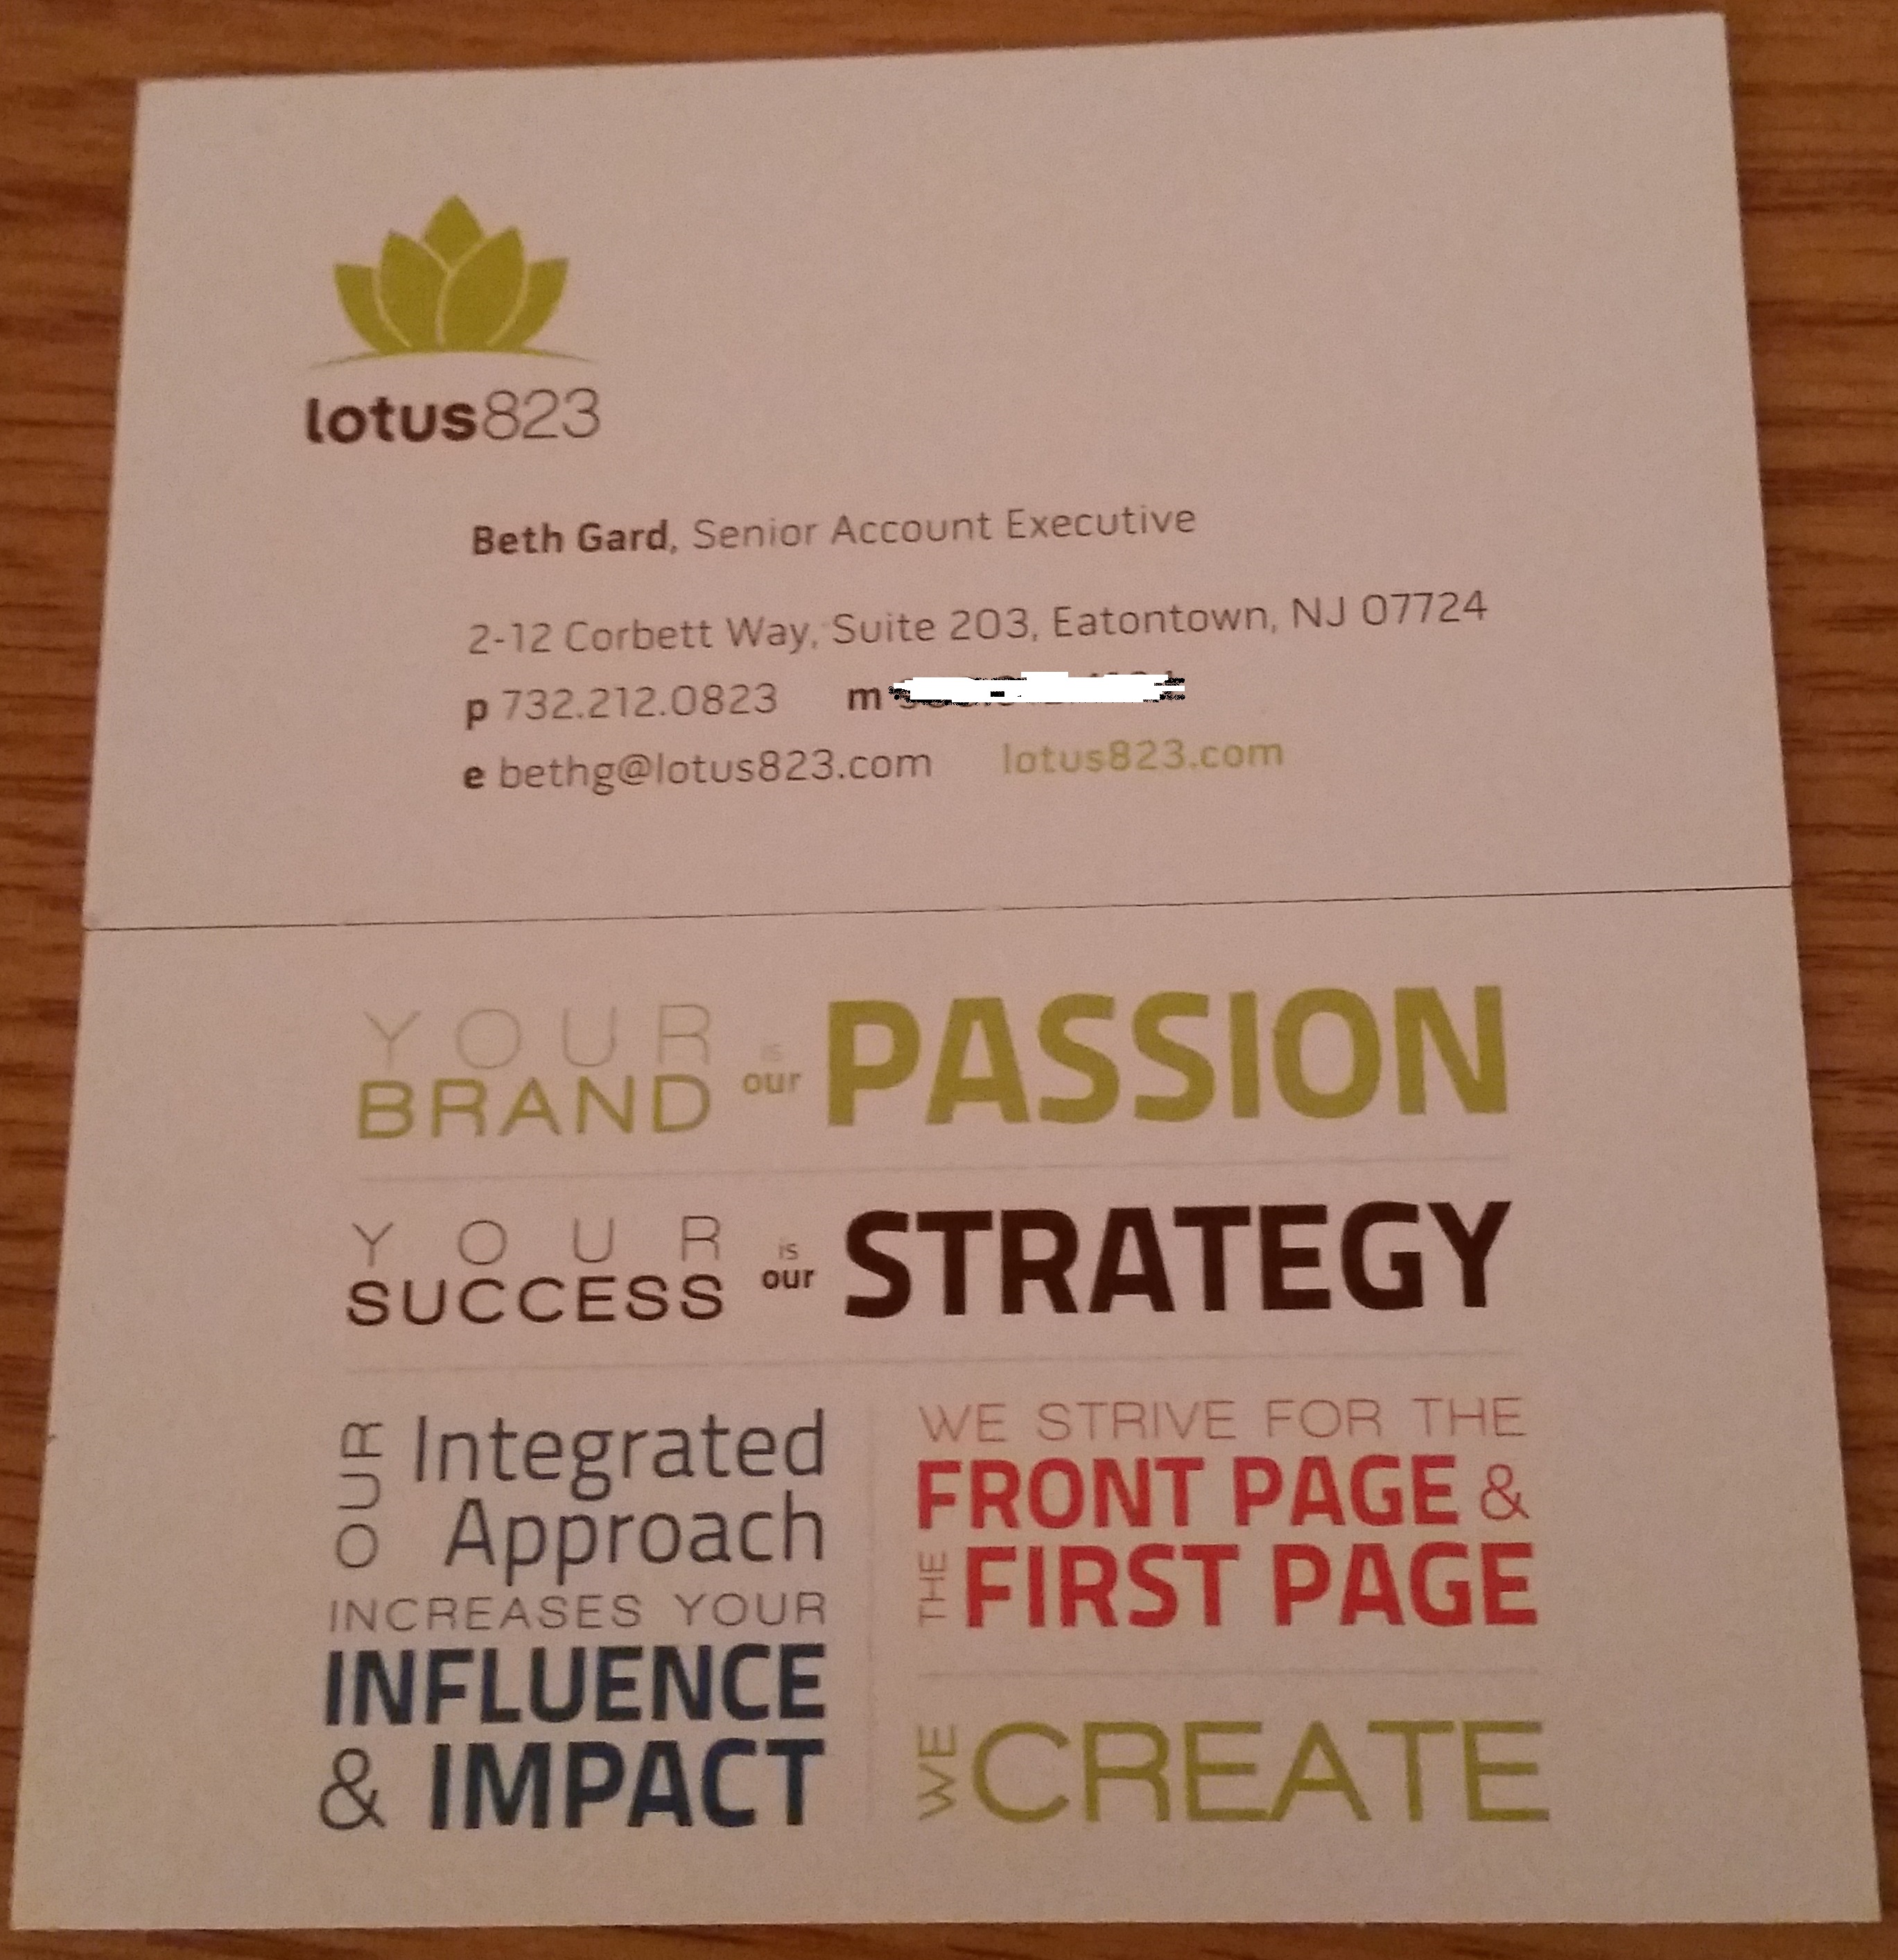 lotus823
Beth Gard, Senior Account Executive
2-12 Corbett Way, Suite 203, Eatontown, NJ 07724
p 732.212.0823 m
e bethg@lotus823.com lotus823.com
YOUR
BRAND
is
our
PASSION
YOUR
SUCCESS
is
our
STRATEGY
OUR Integrated
Approach
INCREASES YOUR
INFLUENCE
& IMPACT
WE STRIVE FOR THE
FRONT PAGE &
THE FIRST PAGE
WE CREATE